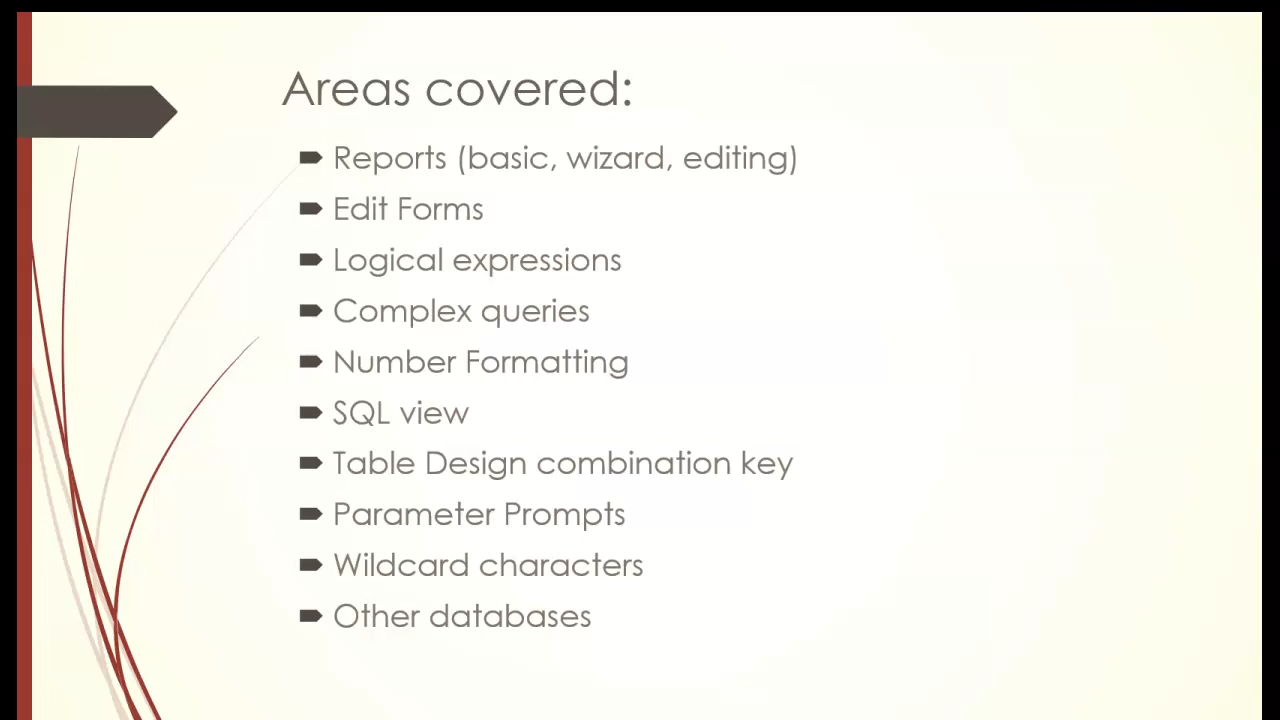 Areas covered:
Reports (basic, wizard, editing)
Edit Forms
Logical expressions
Complex queries
Number Formatting
SQL view
Table Design combination key
Parameter Prompts
Wildcard characters
Other databases